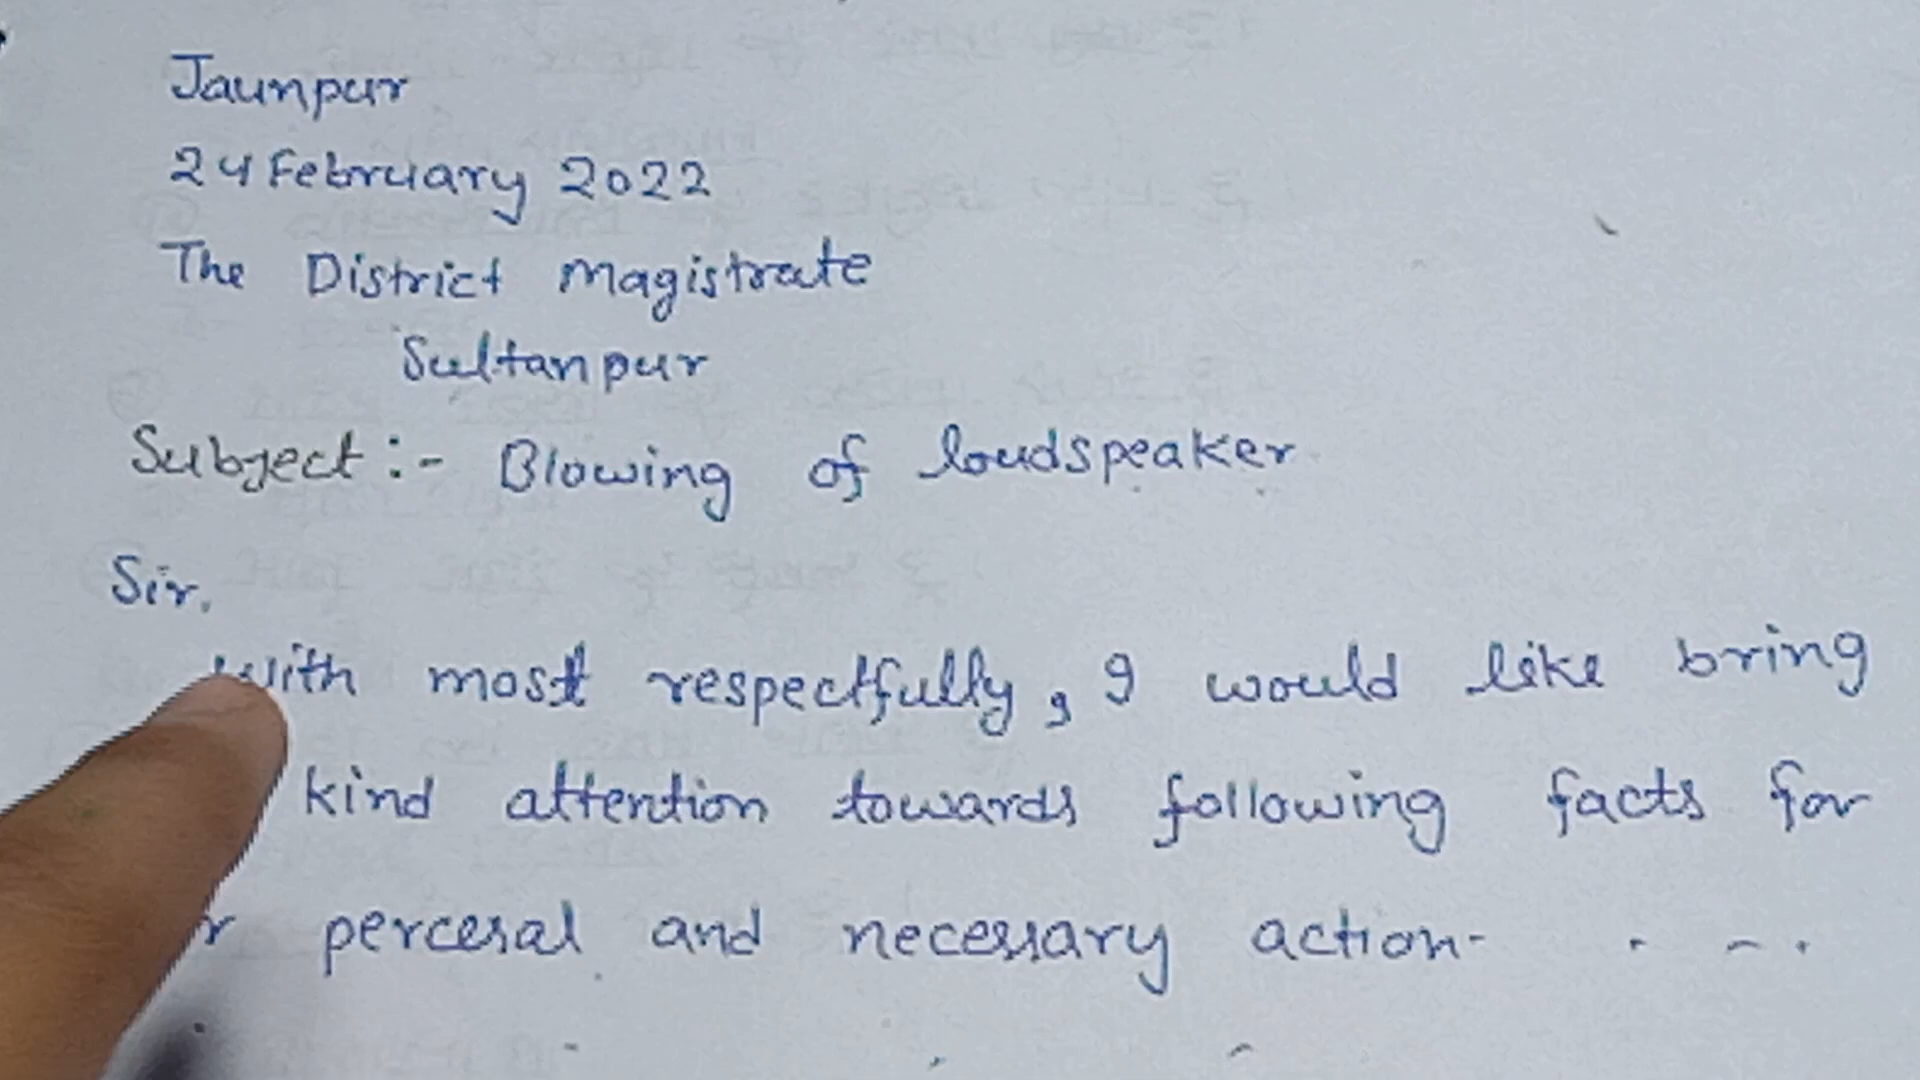 Jaunpur
24 February 2022
The District Magistrate
Sultanpur
Subject :- Blowing of loudspeaker
Sir,
With most respectfully, I would like bring
kind attention towards following facts for
percesal and necessary action-